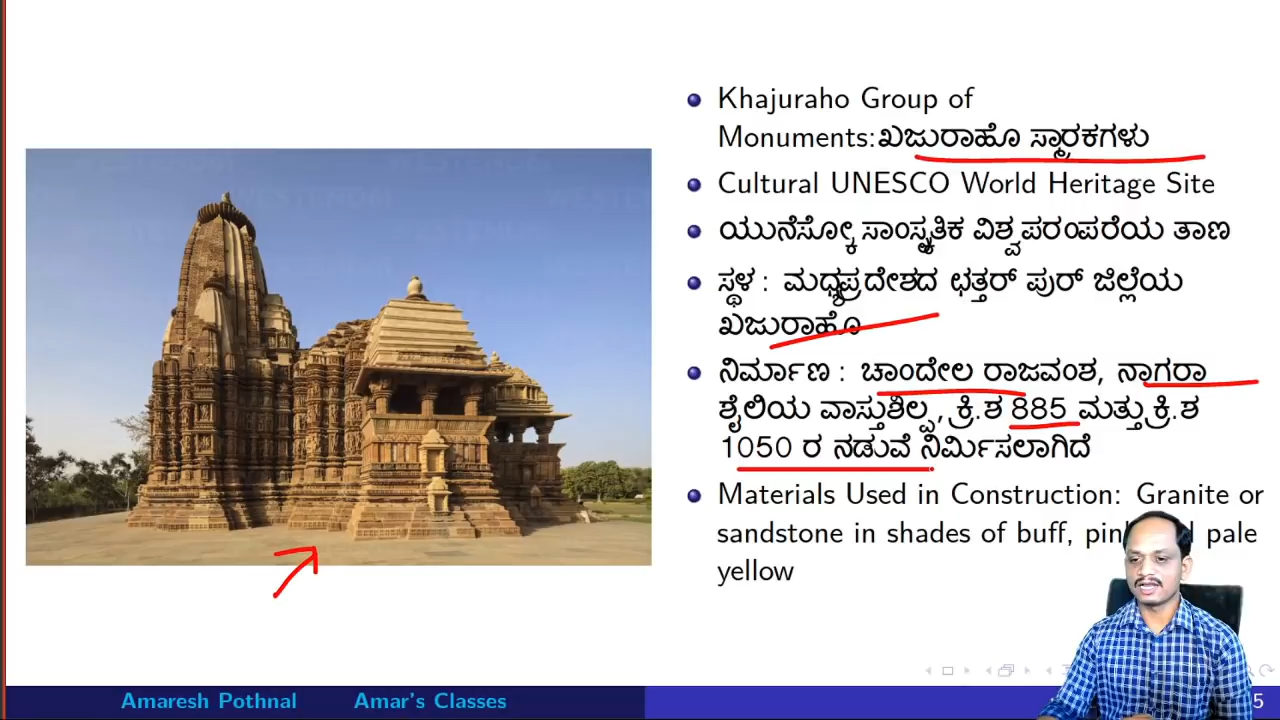 Khajuraho Group of
Monuments:ಖಜುರಾಹೊ ಸ್ಮಾರಕಗಳು
Cultural UNESCO World Heritage Site
ಯುನೆಸ್ಕೋ ಸಾಂಸ್ಕೃತಿಕ ವಿಶ್ವಪರಂಪರೆಯ ತಾಣ
ಸ್ಥಳ : ಮಧ್ಯಪ್ರದೇಶದ ಛತ್ತರ್ ಪುರ್ ಜಿಲ್ಲೆಯ
ಖಜುರಾಹೊ
ನಿರ್ಮಾಣ : ಚಾಂದೇಲ ರಾಜವಂಶ, ನಾಗರಾ
ಶೈಲಿಯ ವಾಸ್ತುಶಿಲ್ಪ, ಕ್ರಿ.ಶ 885 ಮತ್ತು ಕ್ರಿ.ಶ
1050 ರ ನಡುವೆ ನಿರ್ಮಿಸಲಾಗಿದೆ
Materials Used in Construction: Granite or
sandstone in shades of buff, pale
yellow
Amaresh Pothnal Amar's Classes
5